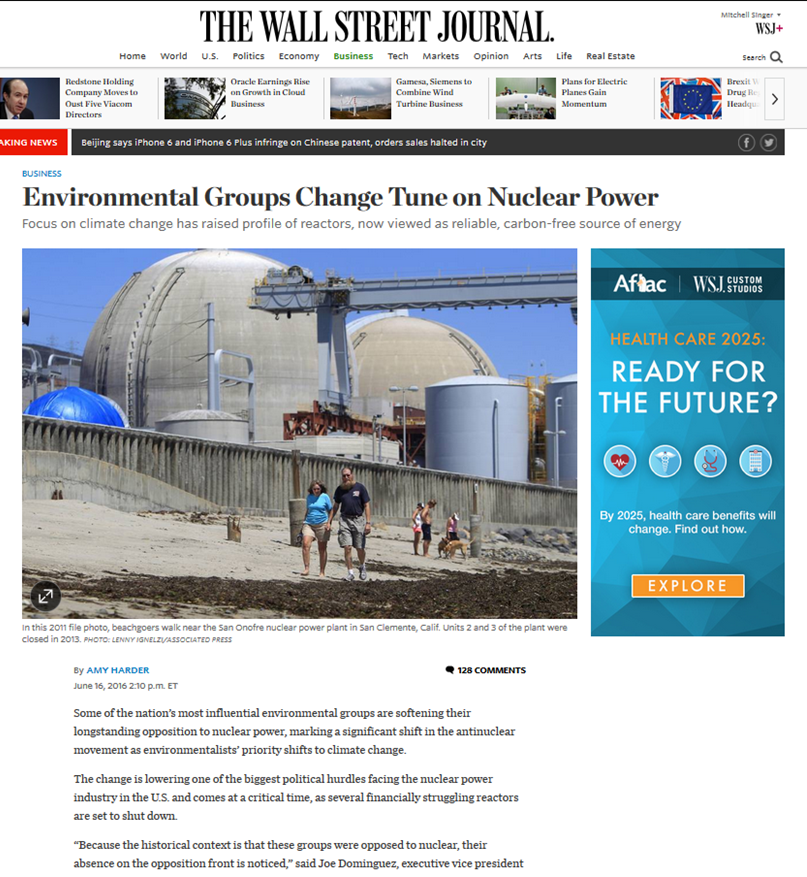 THE WALL STREET JOURNAL.
Mitchell Singer
WSJ+
Home World U.S. Politics Economy Business Tech Markets Opinion Arts Life Real Estate
Search
Redstone Holding
Company Moves to
Oust Five Viacom
Directors
Oracle Earnings Rise
on Growth in Cloud
Business
Gamesa, Siemens to
Combine Wind
Turbine Business
Plans for Electric
Planes Gain
Momentum
Brexit
Drug
AKING NEWS
Beijing says iPhone 6 and iPhone 6 Plus infringe on Chinese patent, orders sales halted in city
BUSINESS
Environmental Groups Change Tune on Nuclear Power
Focus on climate change has raised profile of reactors, now viewed as reliable, carbon-free source of energy
Aflac WSJ. CUSTOM
STUDIOS
HEALTH CARE 2025:
READY FOR
THE FUTURE?
By 2025, health care benefits will
change. Find out how.
EXPLORE
In this 2011 file photo, beachgoers walk near the San Onofre nuclear power plant in San Clemente, Calif. Units 2 and 3 of the plant were
closed in 2013. PHOTO: LENNY IGNELZI/ASSOCIATED PRESS
By AMY HARDER
128 COMMENTS
June 16, 2016 2:10 p.m. ET
Some of the nation's most influential environmental groups are softening their
longstanding opposition to nuclear power, marking a significant shift in the antinuclear
movement as environmentalists' priority shifts to climate change.
The change is lowering one of the biggest political hurdles facing the nuclear power
industry in the U.S. and comes at a critical time, as several financially struggling reactors
are set to shut down.
“Because the historical context is that these groups were opposed to nuclear, their
absence on the opposition front is noticed,” said Joe Dominguez, executive vice president